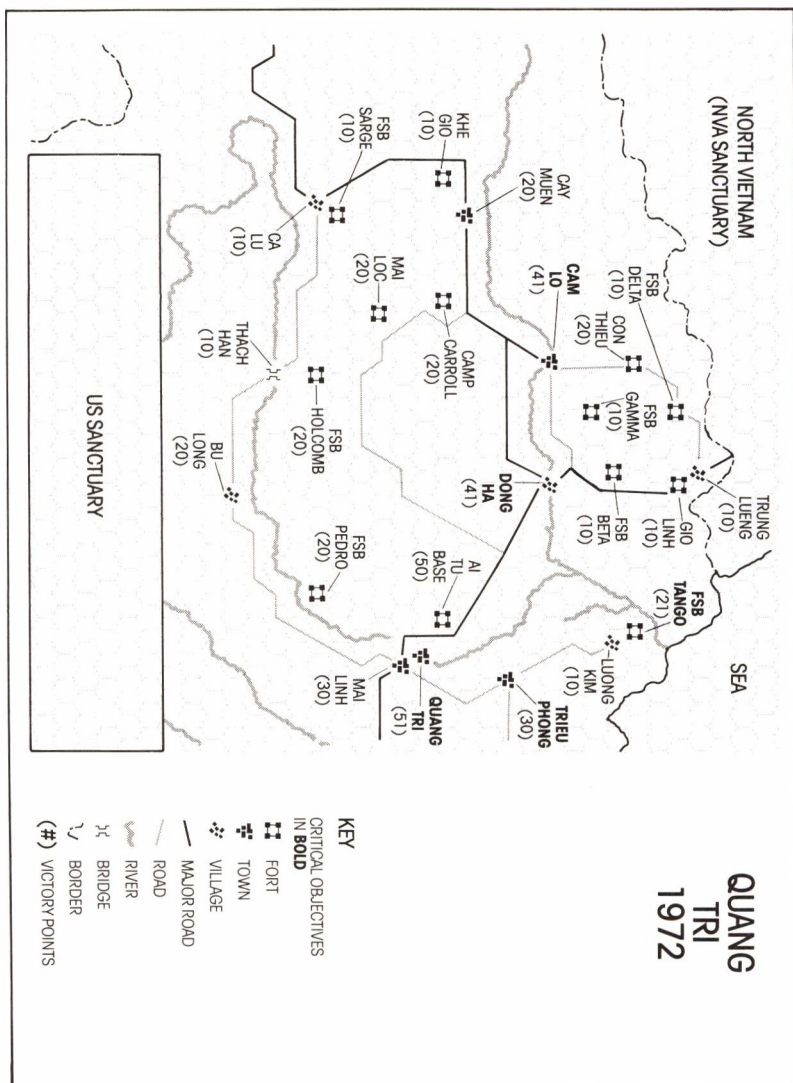 QUANG
TRI
1972
NORTH VIETNAM
(NVA SANCTUARY)
SEA
TRUNG
LUENG
(10)
FSB
DELTA
(10)
GIO
LINH
(10)
FSB
TANGO
(21)
CON
THIEU
(20)
FSB
GAMMA
(10)
FSB
BETA
(10)
LUONG
KIM
(10)
CAY
MUEN
(20)
CAM
LO
(41)
DONG
HA
(41)
TRIEU
PHONG
(30)
KHE
GIO
(10)
CAMP
CARROLL
(20)
AI
TU
BASE
(50)
QUANG
TRI
(51)
FSB
SARGE
(10)
MAI
LOC
(20)
MAI
LINH
(30)
CA
LU
(10)
FSB
HOLCOMB
(20)
FSB
PEDRO
(20)
THACH
HAN
(10)
BU
LONG
(20)
US SANCTUARY
KEY
CRITICAL OBJECTIVES
IN BOLD
FORT
TOWN
VILLAGE
MAJOR ROAD
ROAD
RIVER
BRIDGE
BORDER
(#) VICTORY POINTS